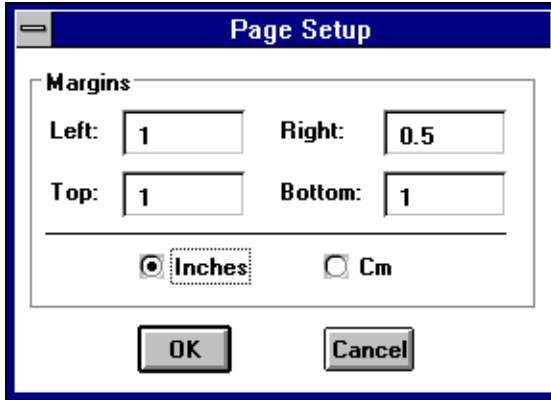 Page Setup
Margins
Left: 1 Right: 0.5
Top: 1 Bottom: 1
Inches Cm
OK Cancel